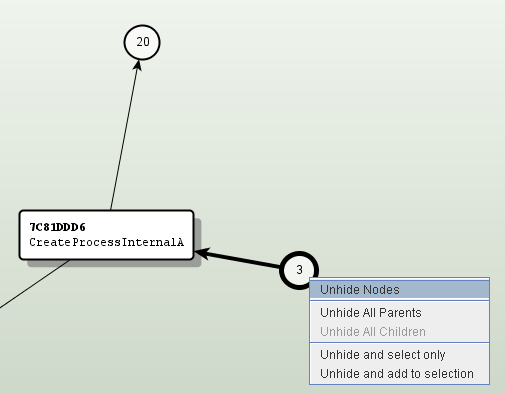 20
7C81DDD6
CreateProcessInternalA
3
Unhide Nodes
Unhide All Parents
Unhide All Children
Unhide and select only
Unhide and add to selection